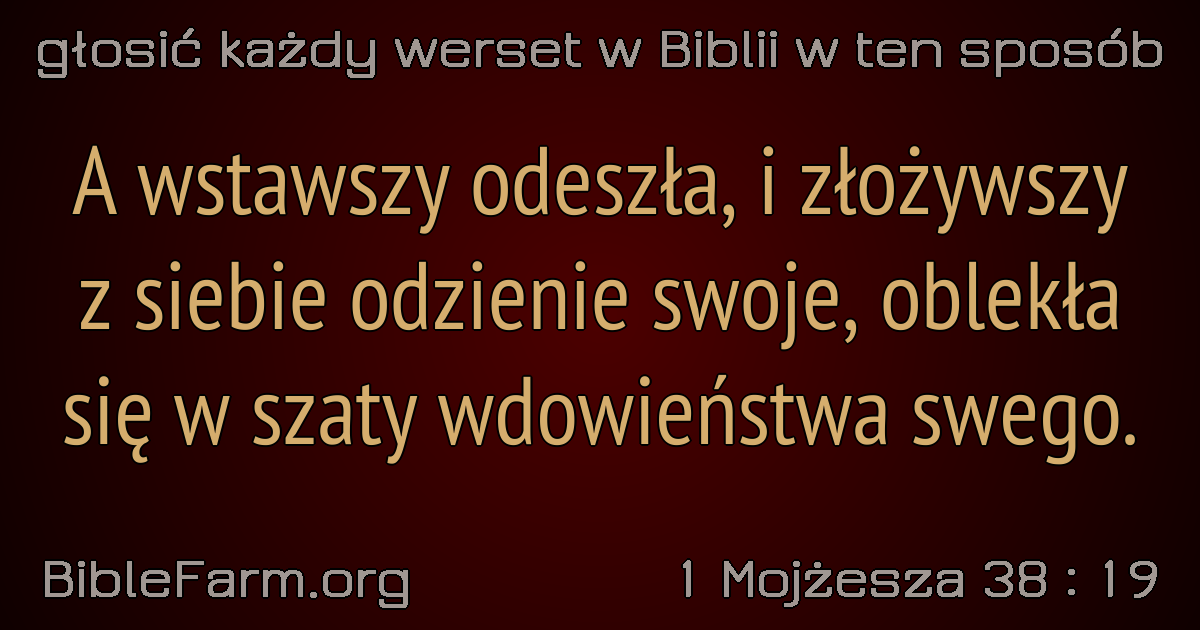 głosić każdy werset w Biblii w ten sposób
A wstawszy odeszła, i złożywszy
z siebie odzienie swoje, oblekła
się w szaty wdowieństwa swego.
BibleFarm.org
1 Mojżesza 38 : 19